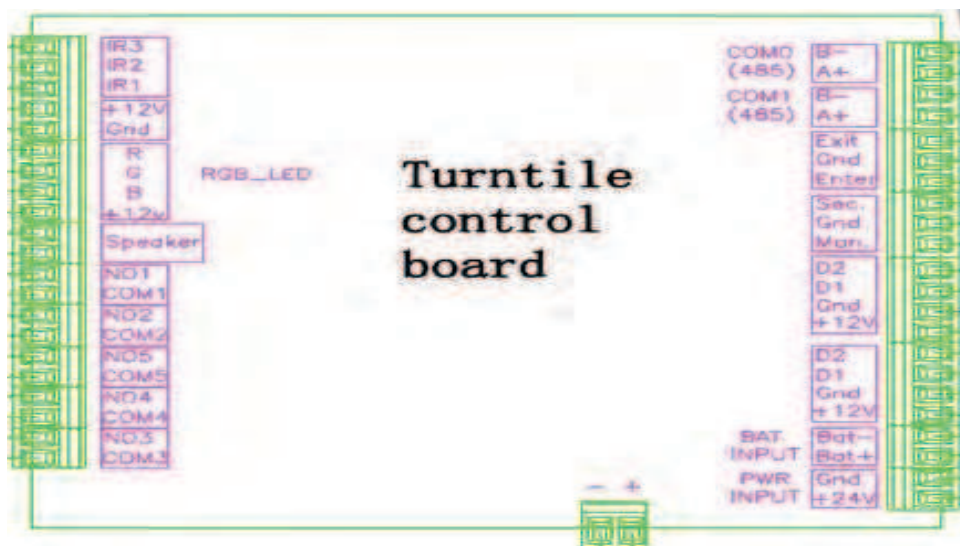 IR3
IR2
IR1
+12V
Gnd
R
G
B
+12v
RGB_LED
Speaker
NO1
COM1
NO2
COM2
NO5
COM5
NO4
COM4
NO3
COM3
Turntile
control
board
COM0 B-
(485) A+
COM1 B-
(485) A+
Exit
Gnd
Enter
Sec.
Gnd
Man.
D2
D1
Gnd
+12V
D2
D1
Gnd
+12V
BAT. Bat-
INPUT Bat+
PWR Gnd
INPUT +24V
- +